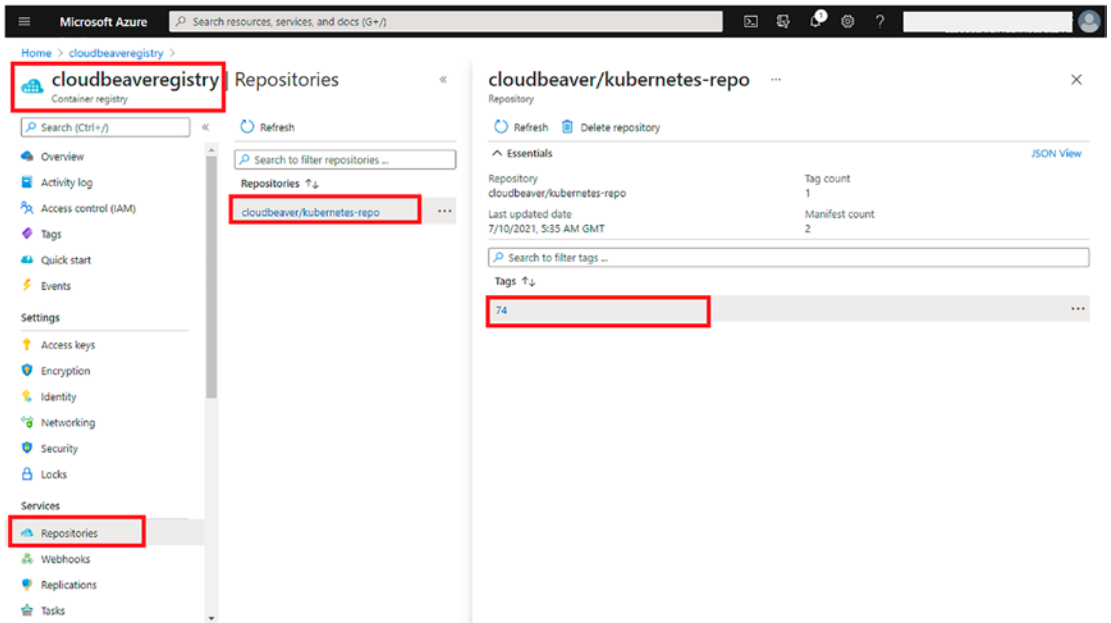 Microsoft Azure
Search resources, services, and docs (G+/)
1
?
Home > cloudbeaveregistry >
cloudbeaveregistry | Repositories
Container registry
Search (Ctrl+/)
«
Overview
Activity log
Access control (IAM)
Tags
Quick start
Events
Settings
Access keys
Encryption
Identity
Networking
Security
Locks
Services
Repositories
Webhooks
Replications
Tasks
«
Refresh
Search to filter repositories ...
Repositories ↑↓
cloudbeaver/kubernetes-repo ...
cloudbeaver/kubernetes-repo ...
Repository
Refresh Delete repository
Essentials JSON View
Repository
cloudbeaver/kubernetes-repo
Tag count
1
Last updated date
7/10/2021, 5:35 AM GMT
Manifest count
2
Search to filter tags ...
Tags ↑↓
74 ...